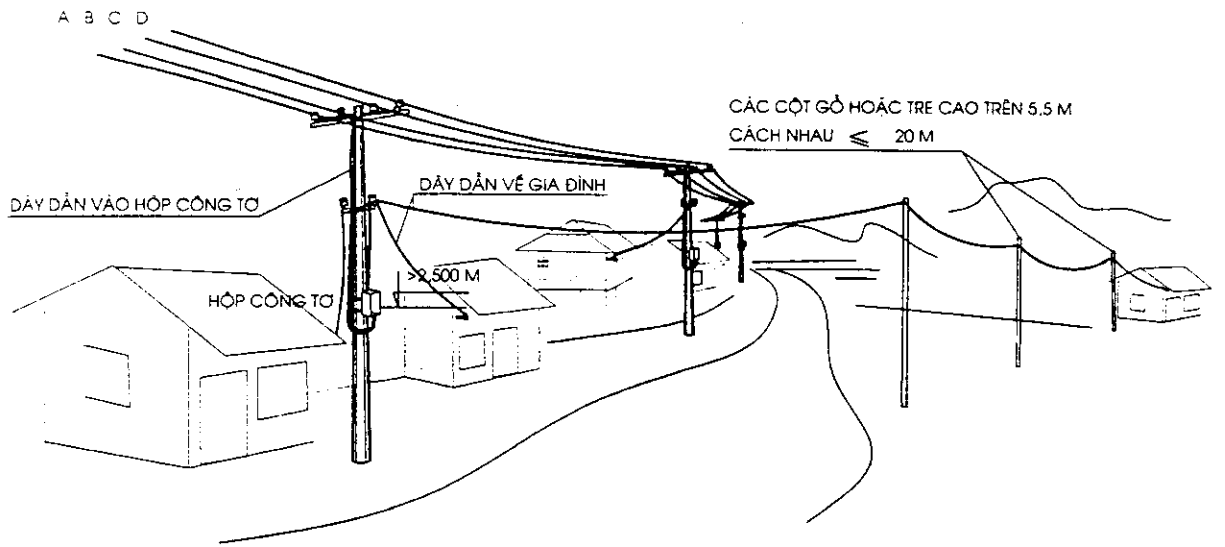 A B C D
CÁC CỘT GỖ HOẶC TRE CAO TRÊN 5,5 M
CÁCH NHAU ≤ 20 M
DÂY DẪN VỀ GIA ĐÌNH
DÂY DẪN VÀO HỘP CÔNG TƠ
>2,500 M
HỘP CÔNG TƠ